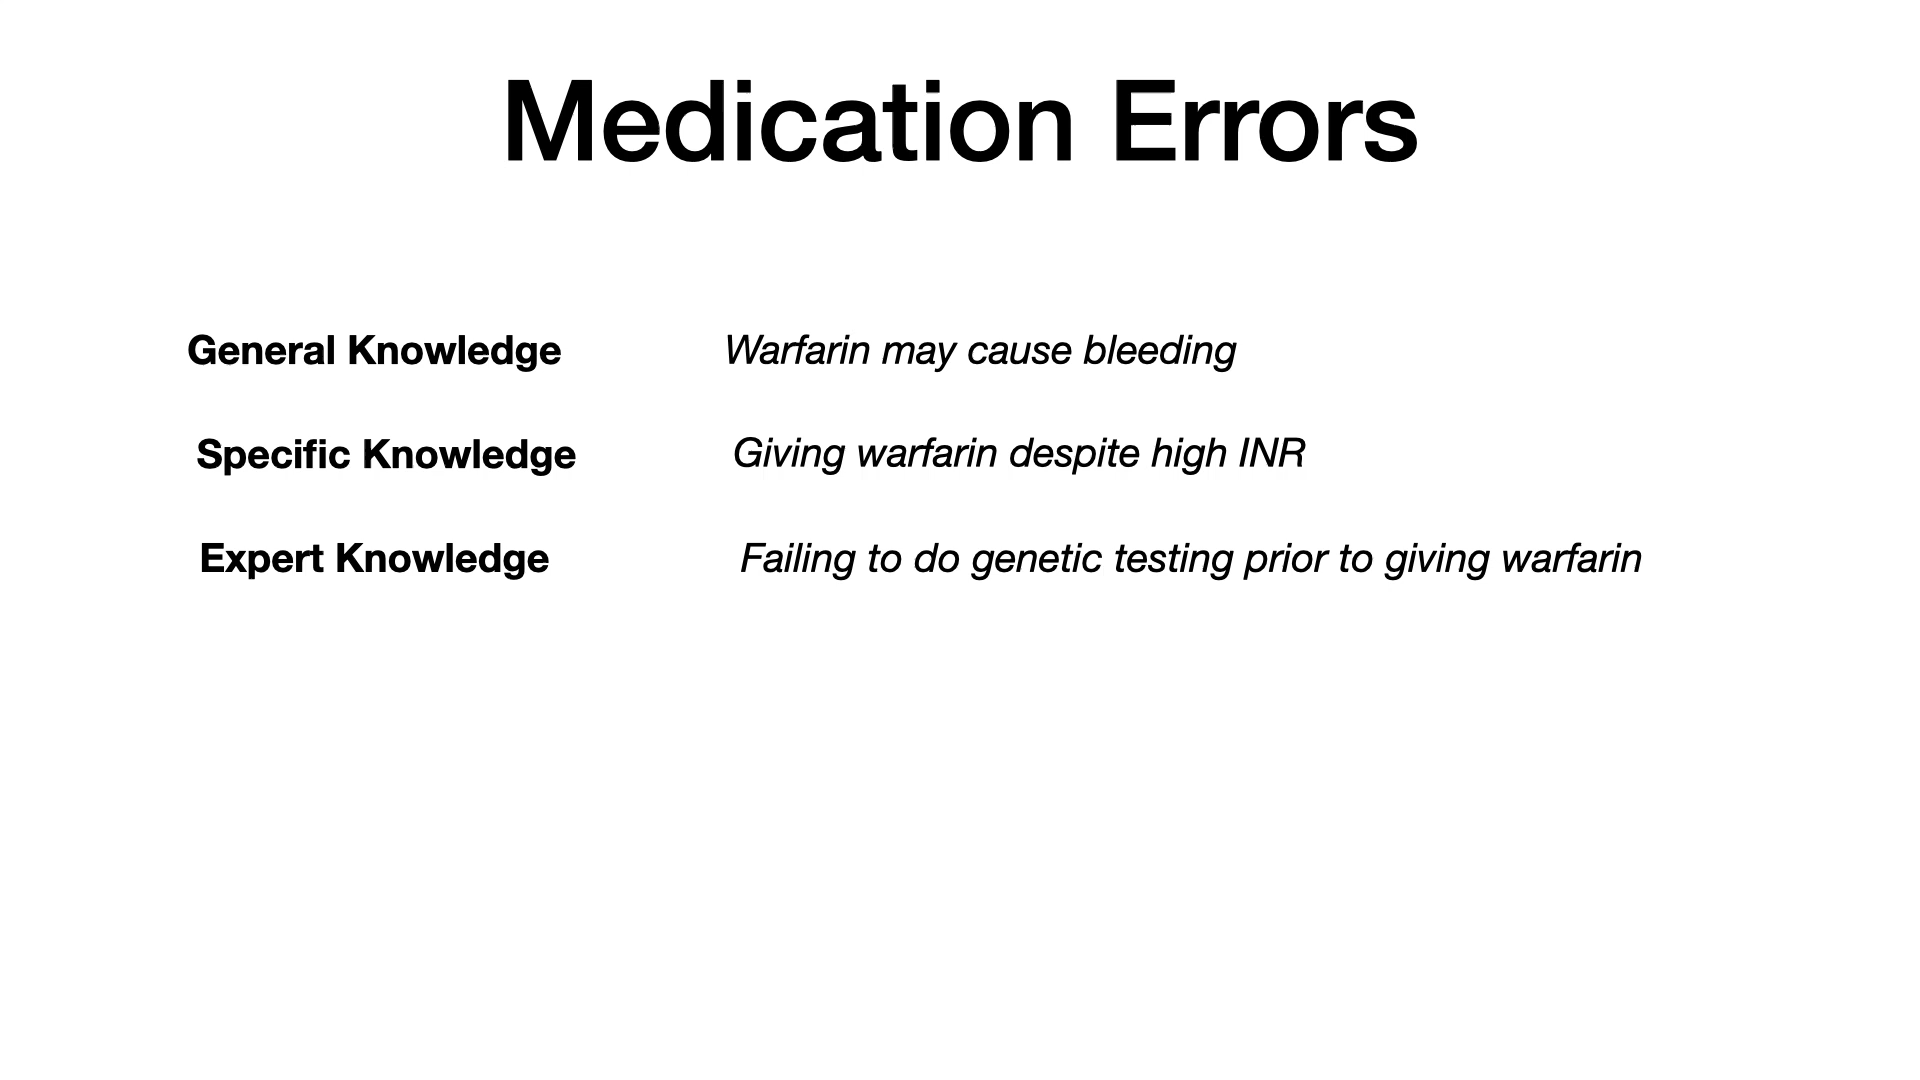 Medication Errors
General Knowledge Warfarin may cause bleeding
Specific Knowledge Giving warfarin despite high INR
Expert Knowledge Failing to do genetic testing prior to giving warfarin